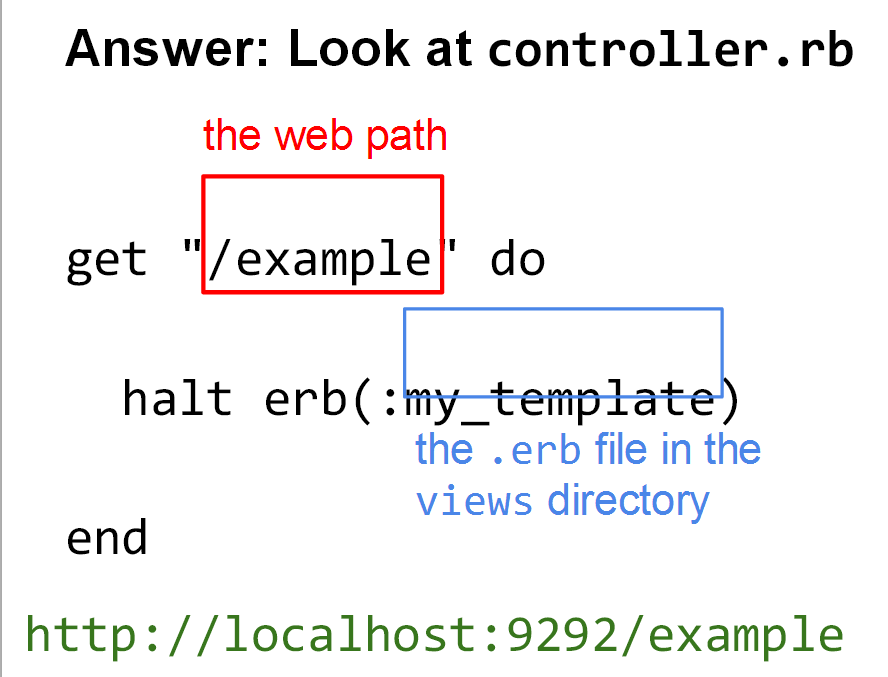 Answer: Look at controller.rb
the web path
get "/example" do
halt erb(:my_template)
the .erb file in the
views directory
end
http://localhost:9292/example